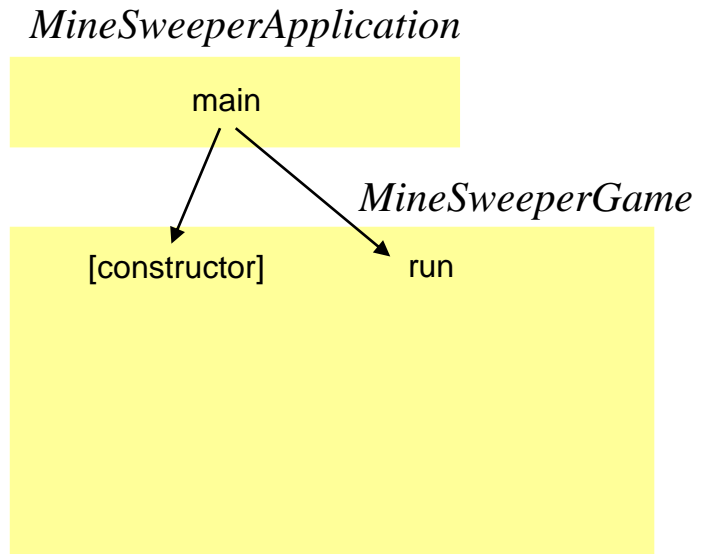 MineSweeperApplication
main
MineSweeperGame
[constructor] run